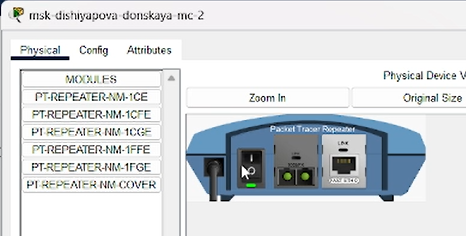 msk-dishiyapova-donskaya-mc-2
Physical Config Attributes
MODULES
PT-REPEATER-NM-1CE
PT-REPEATER-NM-1CFE
PT-REPEATER-NM-1CGE
PT-REPEATER-NM-1FFE
PT-REPEATER-NM-1FGE
PT-REPEATER-NM-COVER
Physical Device V
Zoom In
Original Size
Packet Tracer Repeater
LINK